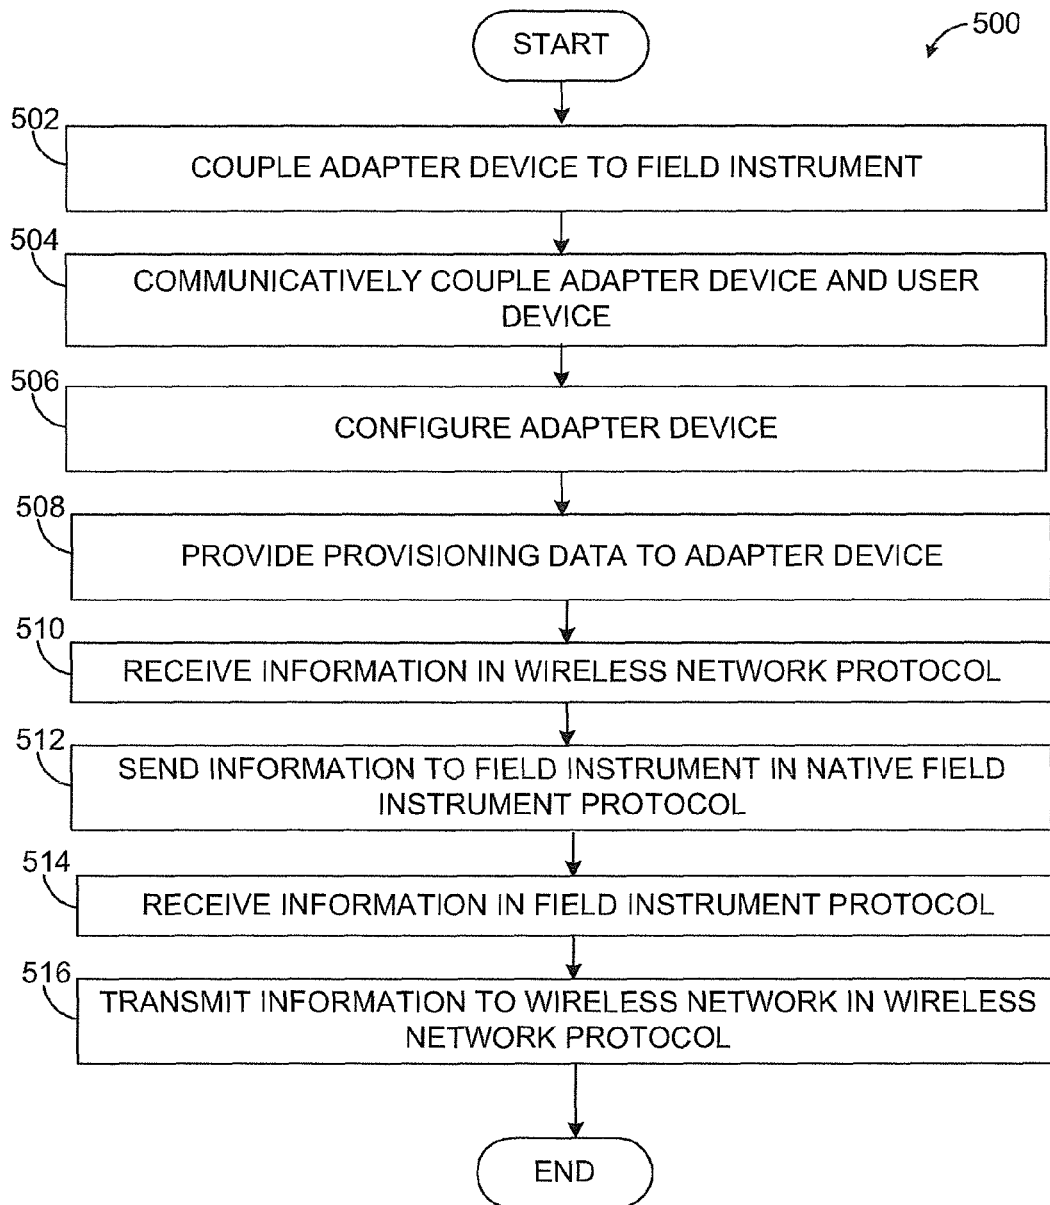 START
500
502
COUPLE ADAPTER DEVICE TO FIELD INSTRUMENT
504
COMMUNICATIVELY COUPLE ADAPTER DEVICE AND USER
DEVICE
506
CONFIGURE ADAPTER DEVICE
508
PROVIDE PROVISIONING DATA TO ADAPTER DEVICE
510
RECEIVE INFORMATION IN WIRELESS NETWORK PROTOCOL
512
SEND INFORMATION TO FIELD INSTRUMENT IN NATIVE FIELD
INSTRUMENT PROTOCOL
514
RECEIVE INFORMATION IN FIELD INSTRUMENT PROTOCOL
516
TRANSMIT INFORMATION TO WIRELESS NETWORK IN WIRELESS
NETWORK PROTOCOL
END